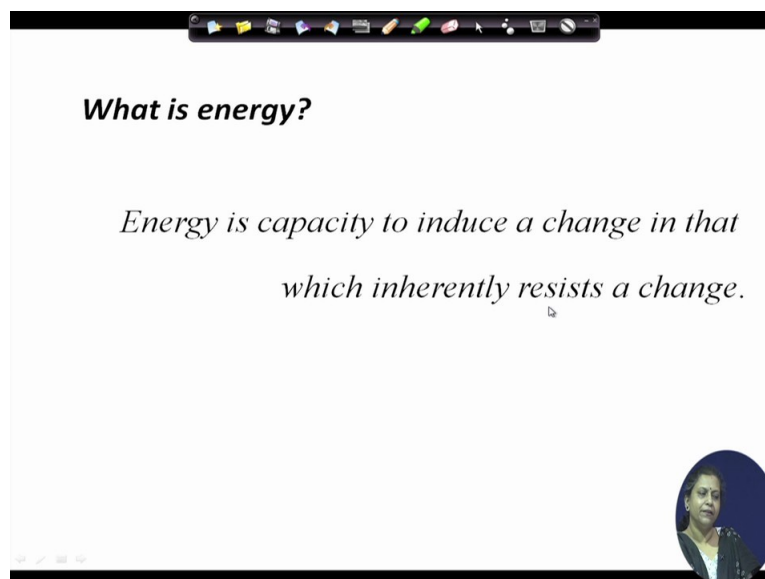 What is energy?
Energy is capacity to induce a change in that
which inherently resists a change.